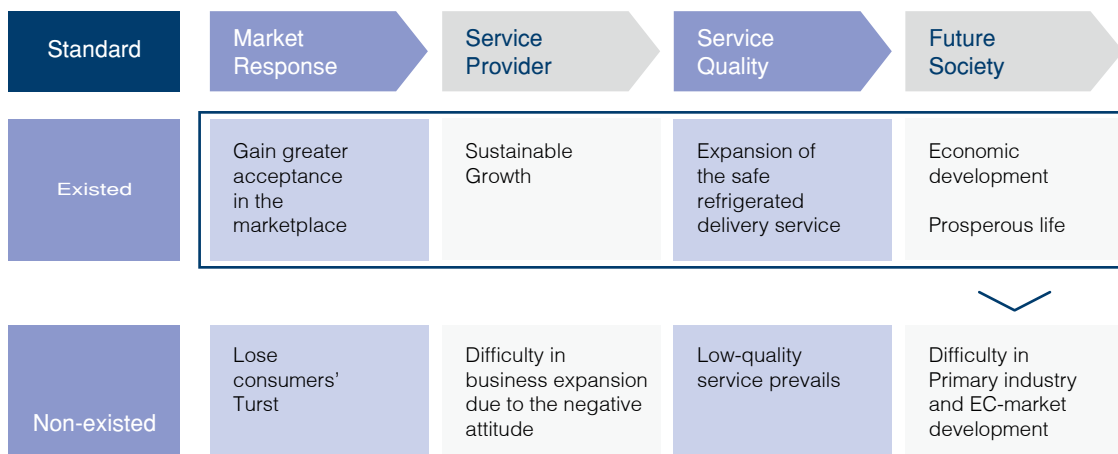 Standard
Market
Response
Service
Provider
Service
Quality
Future
Society
Existed
Gain greater
acceptance
in the
marketplace
Sustainable
Growth
Expansion of
the safe
refrigerated
delivery service
Economic
development
Prosperous life
Non-existed
Lose
consumers’
Turst
Difficulty in
business expansion
due to the negative
attitude
Low-quality
service prevails
Difficulty in
Primary industry
and EC-market
development